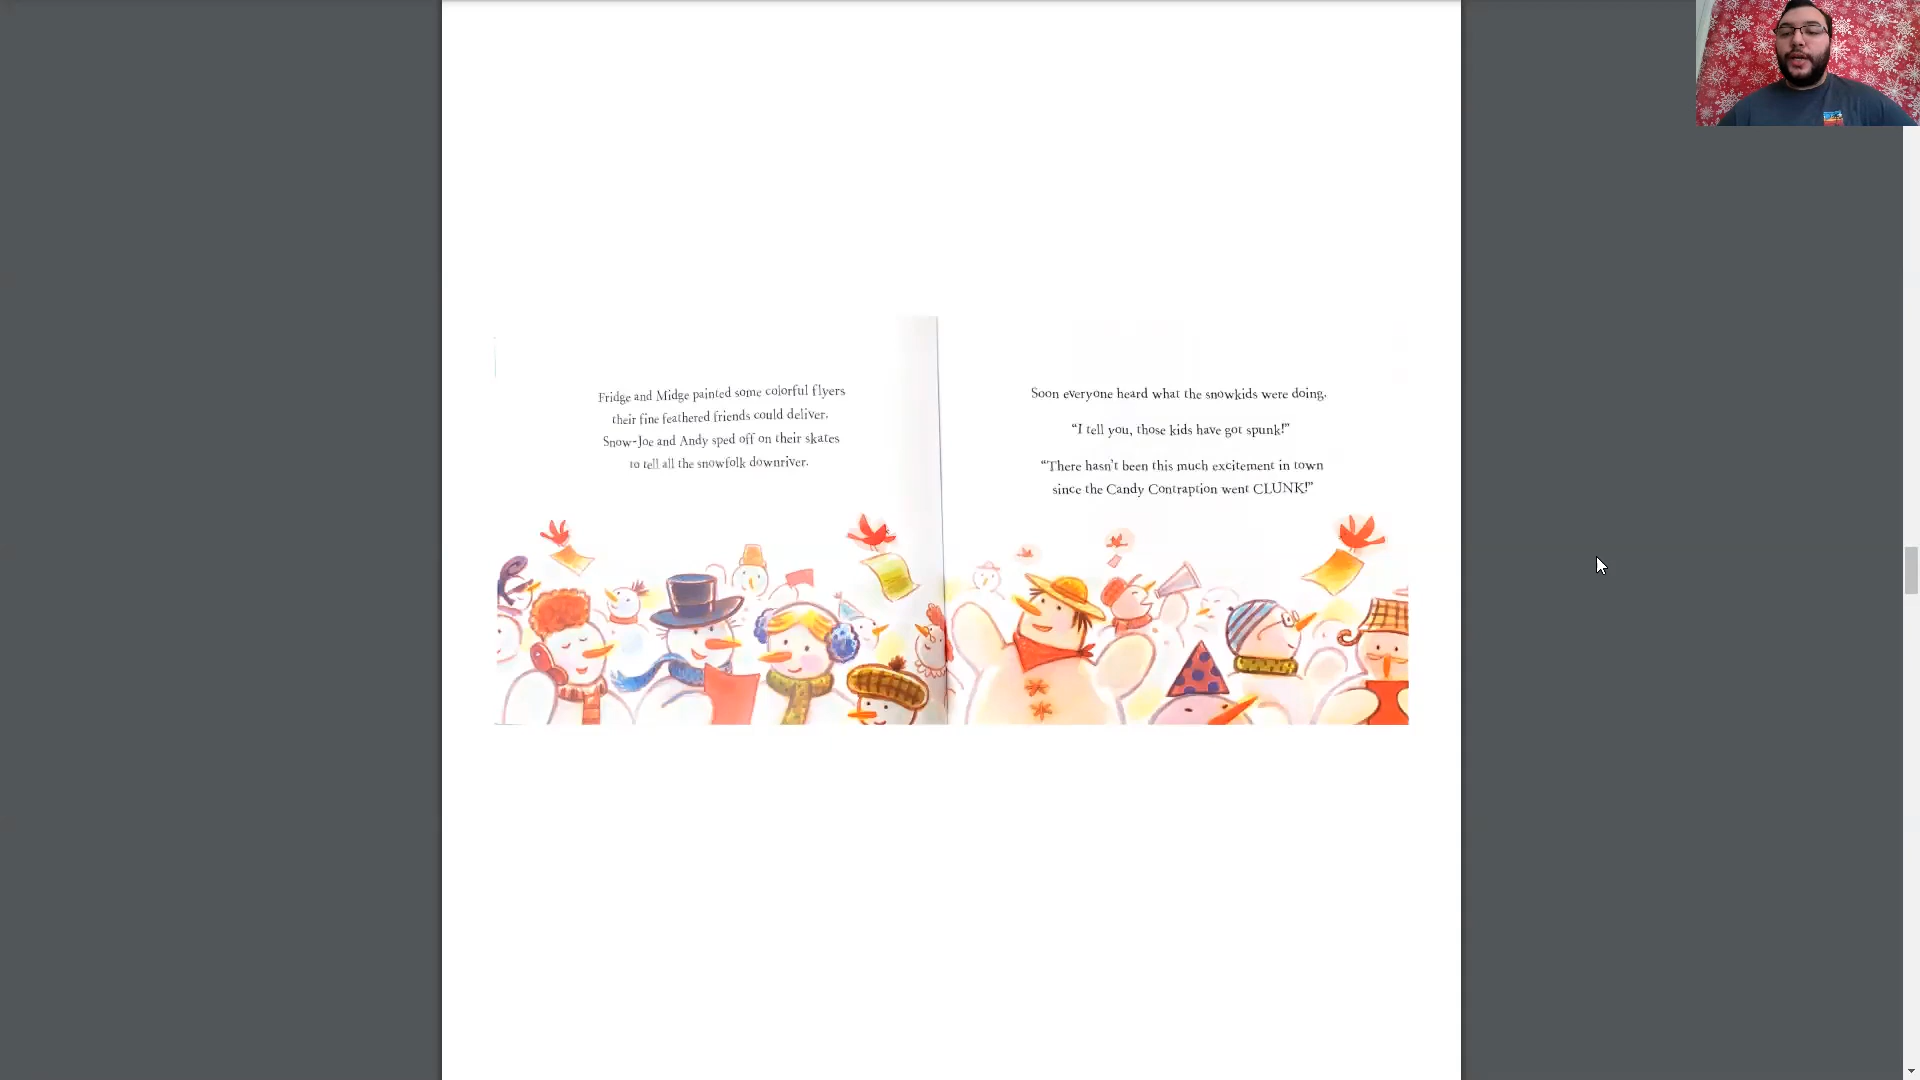 Fridge and Midge painted some colorful flyers
their fine feathered friends could deliver.
Snow-Joe and Andy sped off on their skates
to tell all the snowfolk downriver.
Soon everyone heard what the snowkids were doing.
“I tell you, those kids have got spunk!”
“There hasn’t been this much excitement in town
since the Candy Contraption went CLUNK!”